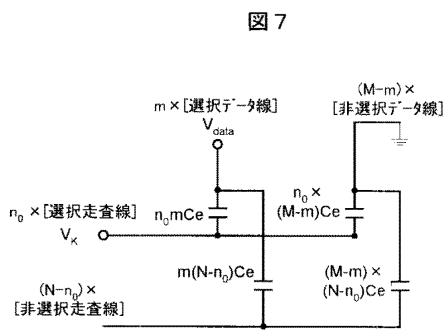 図7
m×[選択データ線]
V_data
(M-m)×
[非選択データ線]
n₀×[選択走査線]
V_K
n₀mCe
n₀×
(M-m)Ce
(N-n₀)×
[非選択走査線]
m(N-n₀)Ce
(M-m)×
(N-n₀)Ce